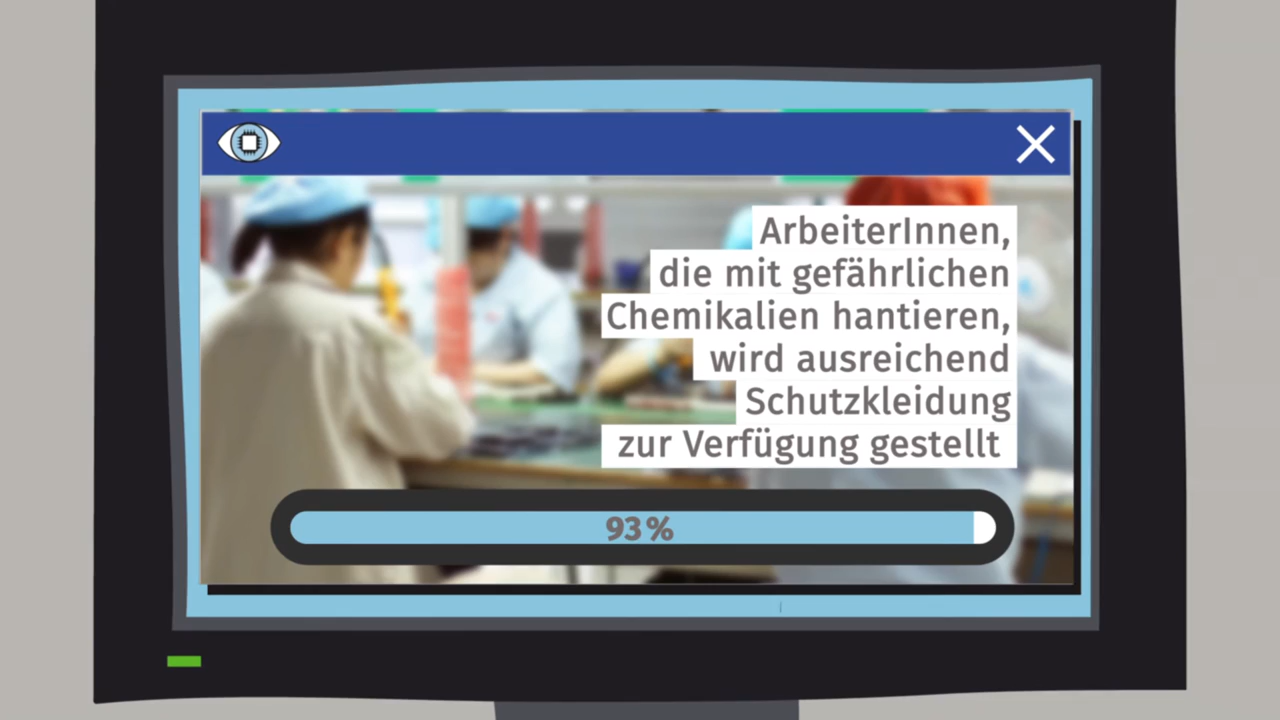 ArbeiterInnen,
die mit gefährlichen
Chemikalien hantieren,
wird ausreichend
Schutzkleidung
zur Verfügung gestellt
93%